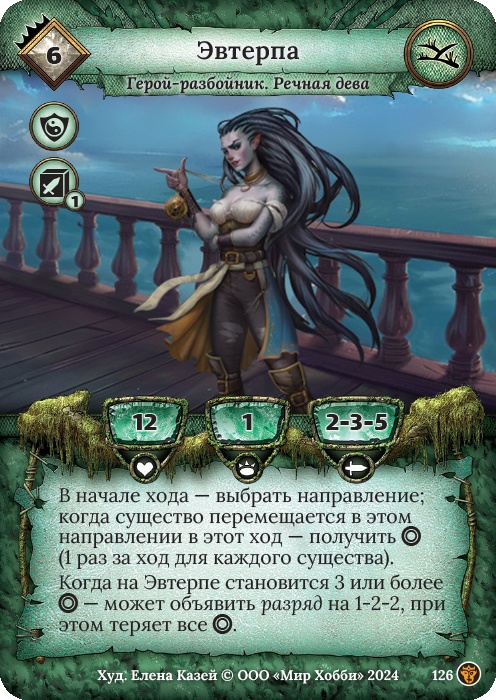 6
Эвтерпа
Герой-разбойник. Речная дева
1
12
1
2-3-5
В начале хода — выбрать направление;
когда существо перемещается в этом
направлении в этот ход — получить
(1 раз за ход для каждого существа).
Когда на Эвтерпе становится 3 или более
— может объявить разряд на 1-2-2, при
этом теряет все .
Худ. Елена Казей © ООО «Мир Хобби» 2024
126